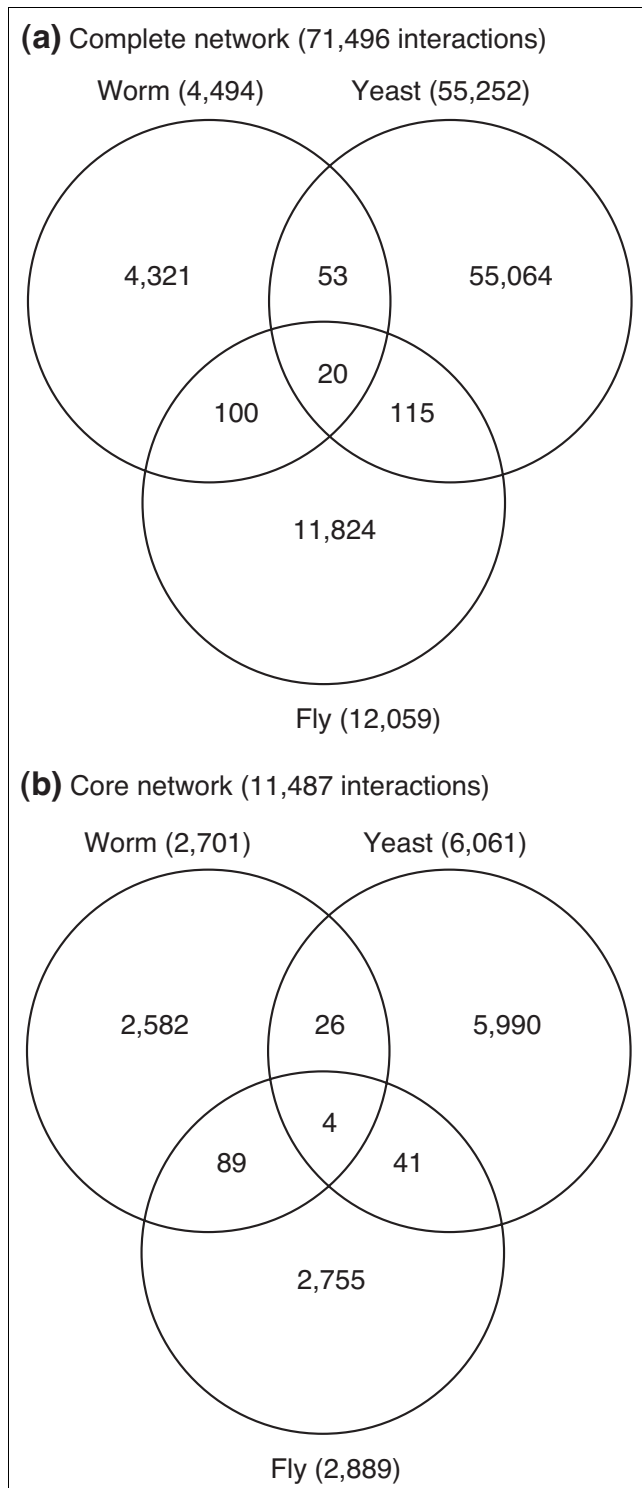 (a) Complete network (71,496 interactions)
Worm (4,494) Yeast (55,252)
4,321 53 55,064
20
100 115
11,824
Fly (12,059)
(b) Core network (11,487 interactions)
Worm (2,701) Yeast (6,061)
2,582 26 5,990
4
89 41
2,755
Fly (2,889)